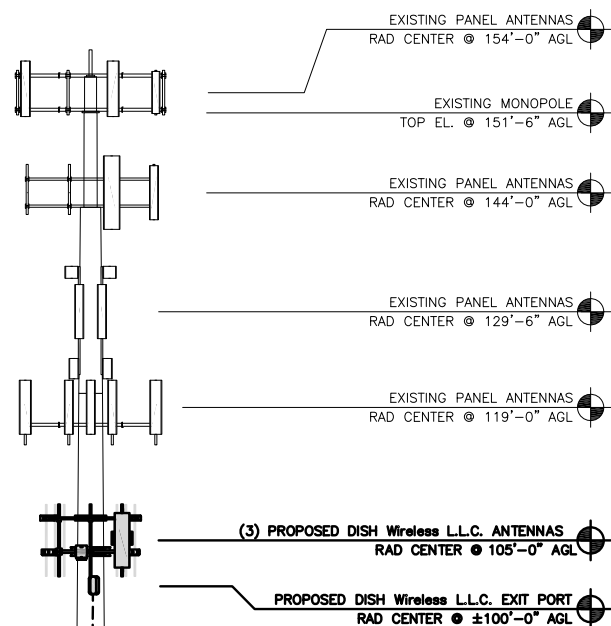 EXISTING PANEL ANTENNAS
RAD CENTER @ 154'-0" AGL
EXISTING MONOPOLE
TOP EL. @ 151'-6" AGL
EXISTING PANEL ANTENNAS
RAD CENTER @ 144'-0" AGL
EXISTING PANEL ANTENNAS
RAD CENTER @ 129'-6" AGL
EXISTING PANEL ANTENNAS
RAD CENTER @ 119'-0" AGL
(3) PROPOSED DISH Wireless L.L.C. ANTENNAS
RAD CENTER @ 105'-0" AGL
PROPOSED DISH Wireless L.L.C. EXIT PORT
RAD CENTER @ ±100'-0" AGL